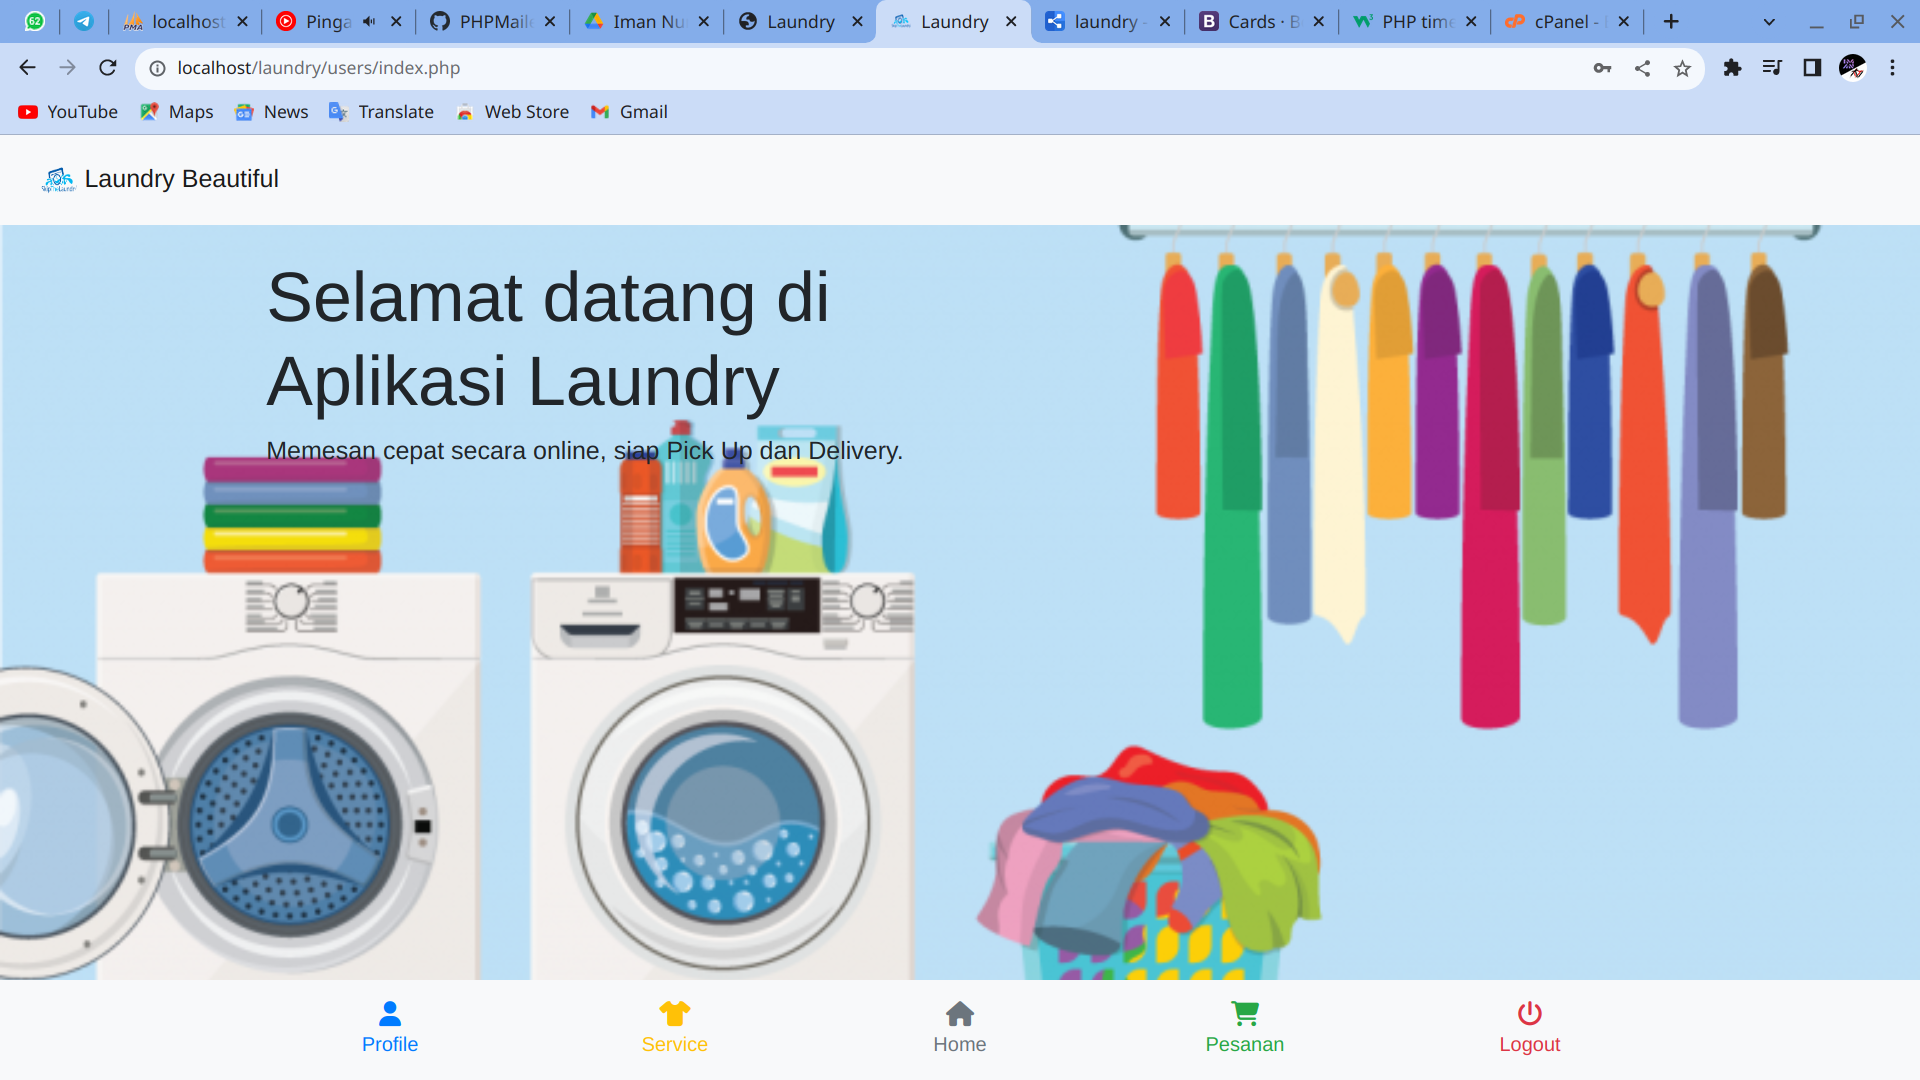 62
localhost
Pinga
PHPMaile
Iman Nu
Laundry
Laundry
laundry -
Cards · B
PHP time
cPanel -
localhost/laundry/users/index.php
YouTube
Maps
News
Translate
Web Store
Gmail
Laundry Beautiful
Selamat datang di
Aplikasi Laundry
Memesan cepat secara online, siap Pick Up dan Delivery.
Profile
Service
Home
Pesanan
Logout